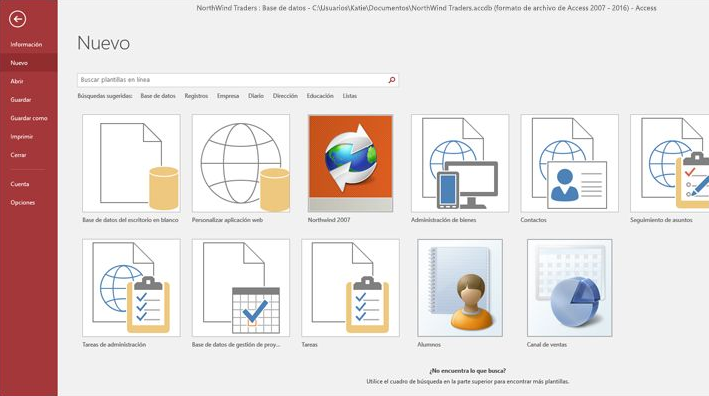 NorthWind Traders : Base de datos - C:\Usuarios\Katie\Documentos\NorthWind Traders.accdb (formato de archivo de Access 2007 - 2016) - Access
Información
Nuevo
Abrir
Guardar
Guardar como
Imprimir
Cerrar
Cuenta
Opciones
Nuevo
Buscar plantillas en línea
Búsquedas sugeridas: Base de datos Registros Empresa Diario Dirección Educación Listas
Base de datos del escritorio en blanco
Personalizar aplicación web
Northwind 2007
Administración de bienes
Contactos
Seguimiento de asuntos
Tareas de administración
Base de datos de gestión de proy...
Tareas
Alumnos
Canal de ventas
¿No encuentra lo que busca?
Utilice el cuadro de búsqueda en la parte superior para encontrar más plantillas.